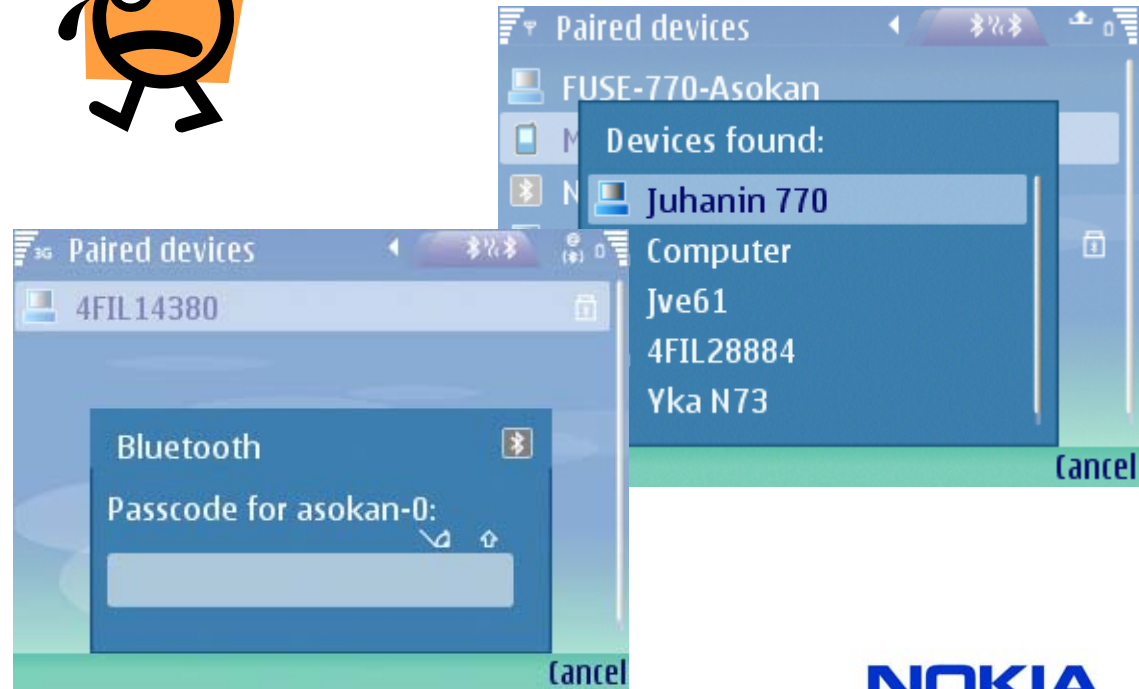 Paired devices
FUSE-770-Asokan
M
N
Devices found:
Juhanin 770
Computer
Jve61
4FIL28884
Yka N73
Cancel
3G Paired devices
4FIL14380
Bluetooth
Passcode for asokan-0:
Cancel
NOKIA